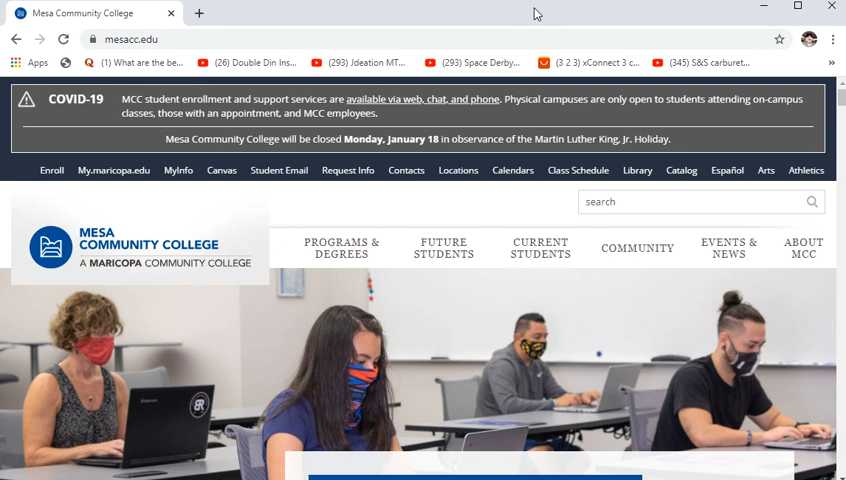 Mesa Community College
mesacc.edu
Apps
(1) What are the be...
(26) Double Din Ins...
(293) Jdeation MT...
(293) Space Derby...
(3 2 3) xConnect 3 c...
(345) S&S carburet...
COVID-19
MCC student enrollment and support services are available via web, chat, and phone. Physical campuses are only open to students attending on-campus
classes, those with an appointment, and MCC employees.
Mesa Community College will be closed Monday, January 18 in observance of the Martin Luther King, Jr. Holiday.
Enroll My.maricopa.edu MyInfo Canvas Student Email Request Info Contacts Locations Calendars Class Schedule Library Catalog Español Arts Athletics
search
MESA
COMMUNITY COLLEGE
A MARICOPA COMMUNITY COLLEGE
PROGRAMS &
DEGREES
FUTURE
STUDENTS
CURRENT
STUDENTS
COMMUNITY
EVENTS &
NEWS
ABOUT
MCC